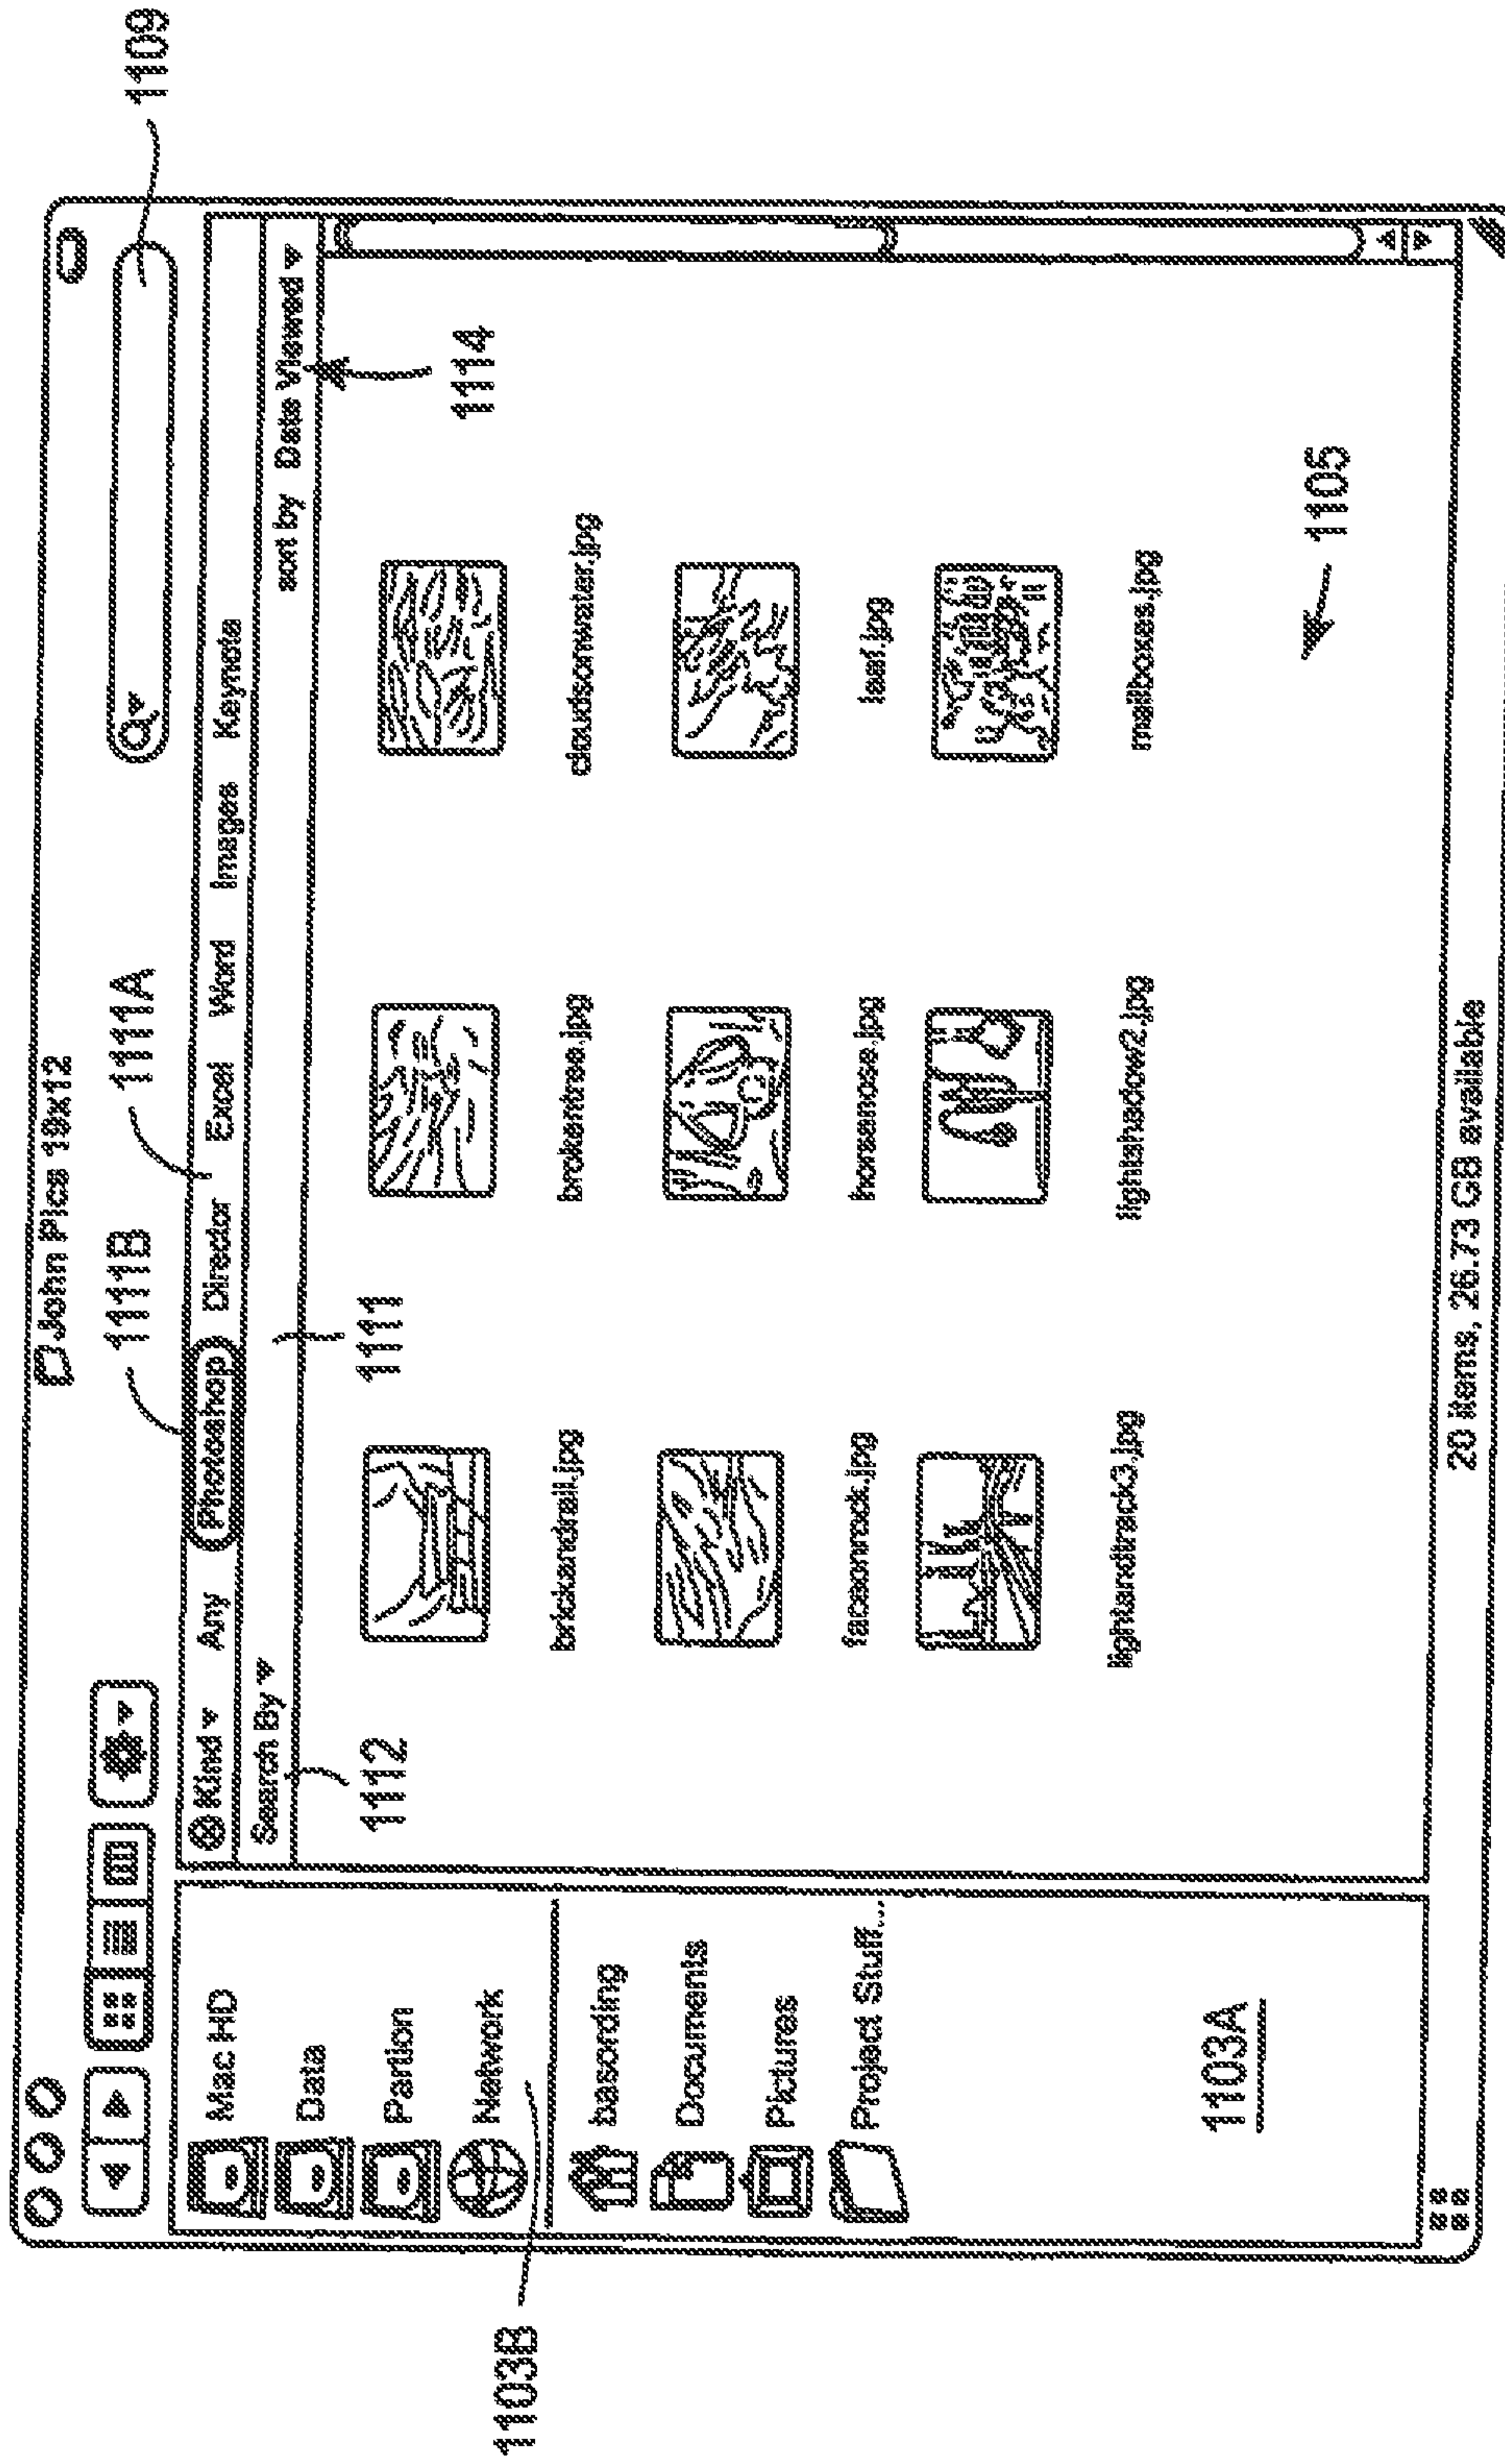 John Pics 19x12
1109
1111B
1111A
Kind Any Photoshop Director Excel Word Images Keynote
Search By
sort by Date Viewed
1112
1111
1114
Mac HD
Data
Partion
Network
1103B
basording
Documents
Pictures
Project Stuff...
1103A
brickandrail.jpg
brokentree.jpg
cloudsonwater.jpg
faceonrock.jpg
horsenose.jpg
leaf.jpg
lightandtrack3.jpg
lightshadow2.jpg
mailboxes.jpg
1105
20 items, 26.73 GB available